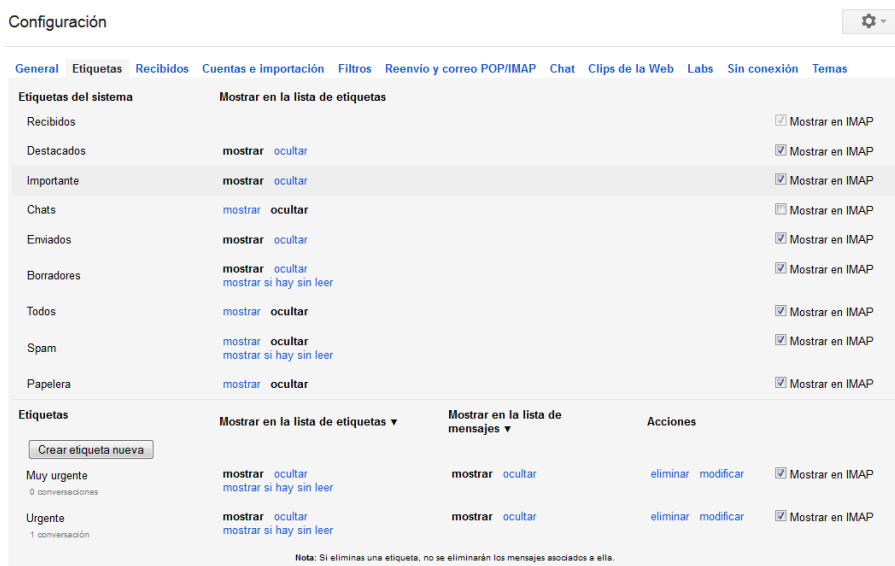 Configuración
General Etiquetas Recibidos Cuentas e importación Filtros Reenvío y correo POP/IMAP Chat Clips de la Web Labs Sin conexión Temas
Etiquetas del sistema Mostrar en la lista de etiquetas
Recibidos Mostrar en IMAP
Destacados mostrar ocultar Mostrar en IMAP
Importante mostrar ocultar Mostrar en IMAP
Chats mostrar ocultar Mostrar en IMAP
Enviados mostrar ocultar Mostrar en IMAP
Borradores mostrar ocultar Mostrar en IMAP
mostrar si hay sin leer
Todos mostrar ocultar Mostrar en IMAP
Spam mostrar ocultar Mostrar en IMAP
mostrar si hay sin leer
Papelera mostrar ocultar Mostrar en IMAP
Etiquetas Mostrar en la lista de etiquetas ▼ Mostrar en la lista de
mensajes ▼ Acciones
Crear etiqueta nueva
Muy urgente mostrar ocultar mostrar ocultar eliminar modificar Mostrar en IMAP
0 conversaciones mostrar si hay sin leer
Urgente mostrar ocultar mostrar ocultar eliminar modificar Mostrar en IMAP
1 conversación mostrar si hay sin leer
Nota: Si eliminas una etiqueta, no se eliminarán los mensajes asociados a ella.